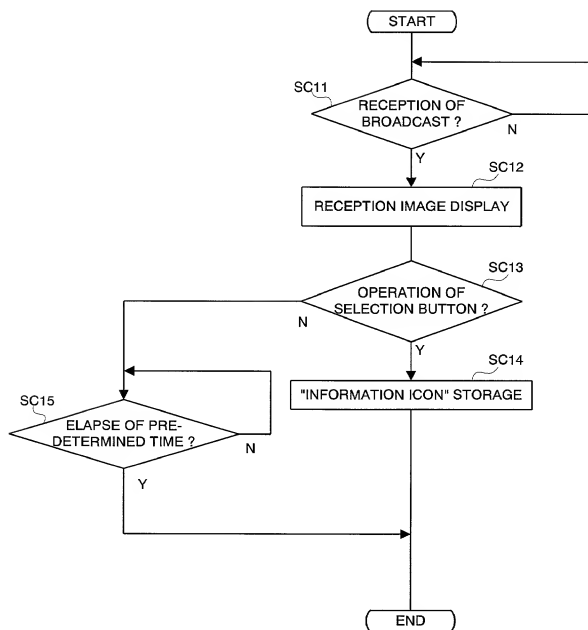 START
SC11
RECEPTION OF
BROADCAST ?
N
Y
SC12
RECEPTION IMAGE DISPLAY
SC13
OPERATION OF
SELECTION BUTTON ?
N
Y
SC14
"INFORMATION ICON" STORAGE
SC15
ELAPSE OF PRE-
DETERMINED TIME ?
N
Y
END